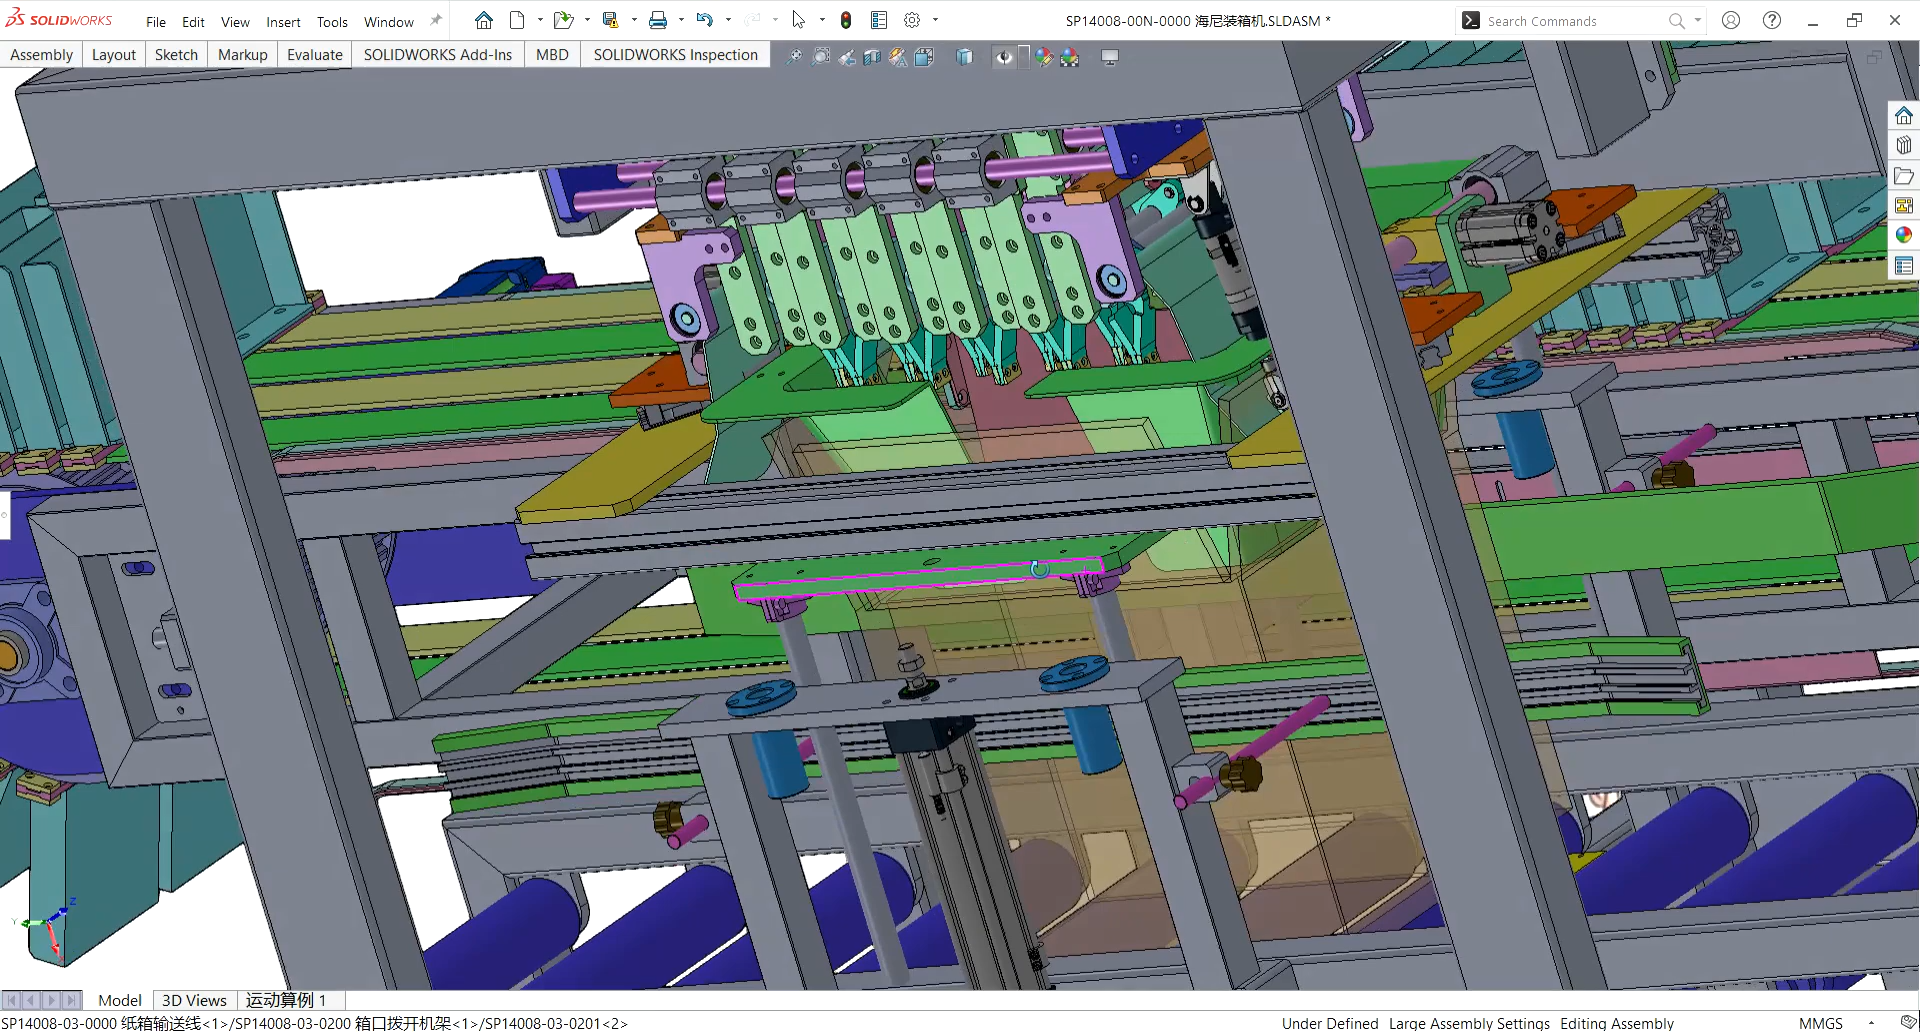 SOLIDWORKS File Edit View Insert Tools Window SP14008-00N-0000 海尼装箱机.SLDASM * Search Commands
Assembly Layout Sketch Markup Evaluate SOLIDWORKS Add-Ins MBD SOLIDWORKS Inspection
Z
Y
Model 3D Views 运动算例 1
SP14008-03-0000 纸箱输送线<1>/SP14008-03-0200 箱口拨开机架<1>/SP14008-03-0201<2> Under Defined Large Assembly Settings Editing Assembly MMGS